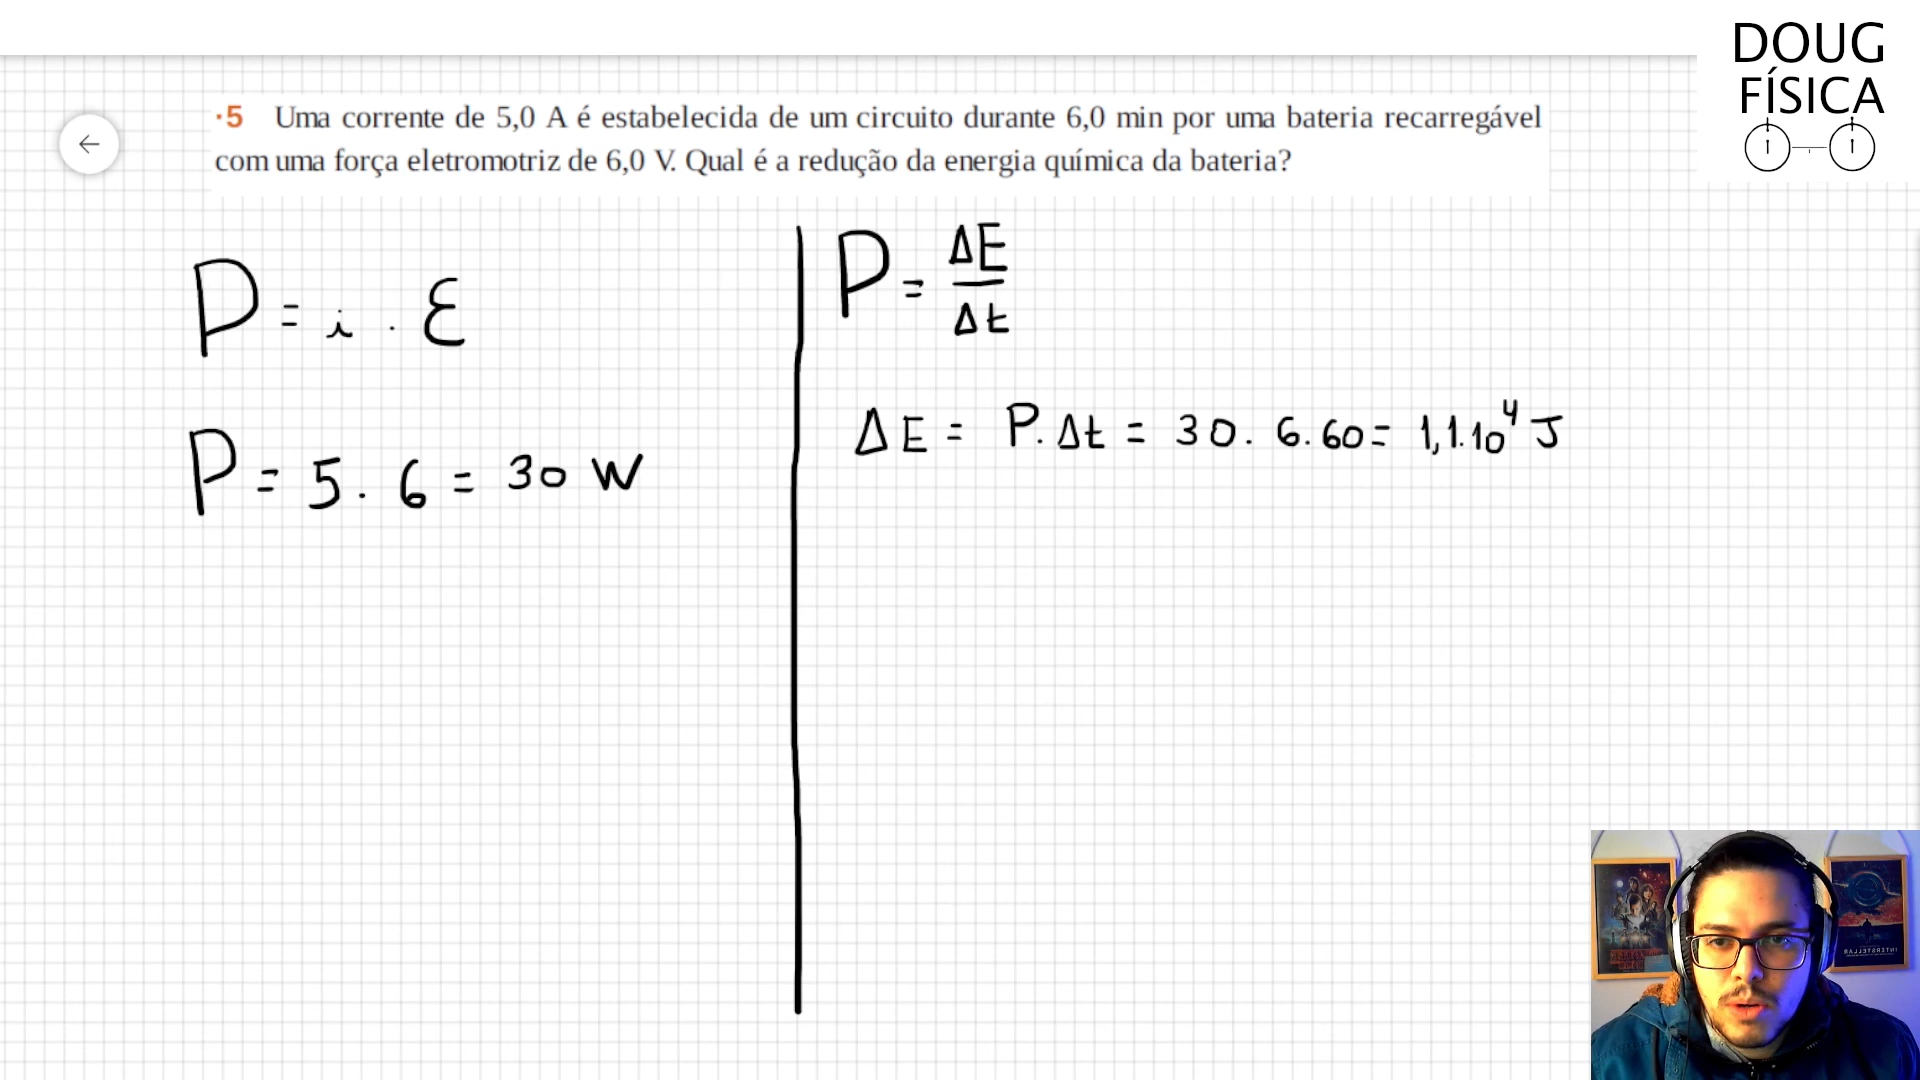 DOUG
FÍSICA
·5 Uma corrente de 5,0 A é estabelecida de um circuito durante 6,0 min por uma bateria recarregável
com uma força eletromotriz de 6,0 V. Qual é a redução da energia química da bateria?
P = i . ε
P = 5 . 6 = 30 W
P = ΔE
Δt
ΔE = P. Δt = 30 . 6.60 = 1,1.10⁴ J
INTERSTELLAR